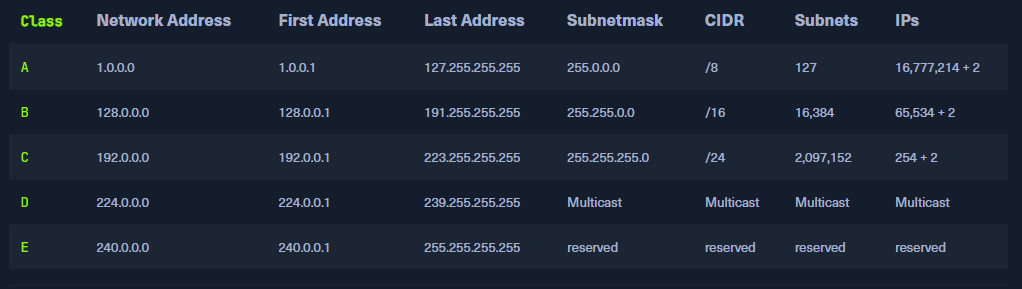 Class Network Address First Address Last Address Subnetmask CIDR Subnets IPs
A 1.0.0.0 1.0.0.1 127.255.255.255 255.0.0.0 /8 127 16,777,214 + 2
B 128.0.0.0 128.0.0.1 191.255.255.255 255.255.0.0 /16 16,384 65,534 + 2
C 192.0.0.0 192.0.0.1 223.255.255.255 255.255.255.0 /24 2,097,152 254 + 2
D 224.0.0.0 224.0.0.1 239.255.255.255 Multicast Multicast Multicast Multicast
E 240.0.0.0 240.0.0.1 255.255.255.255 reserved reserved reserved reserved